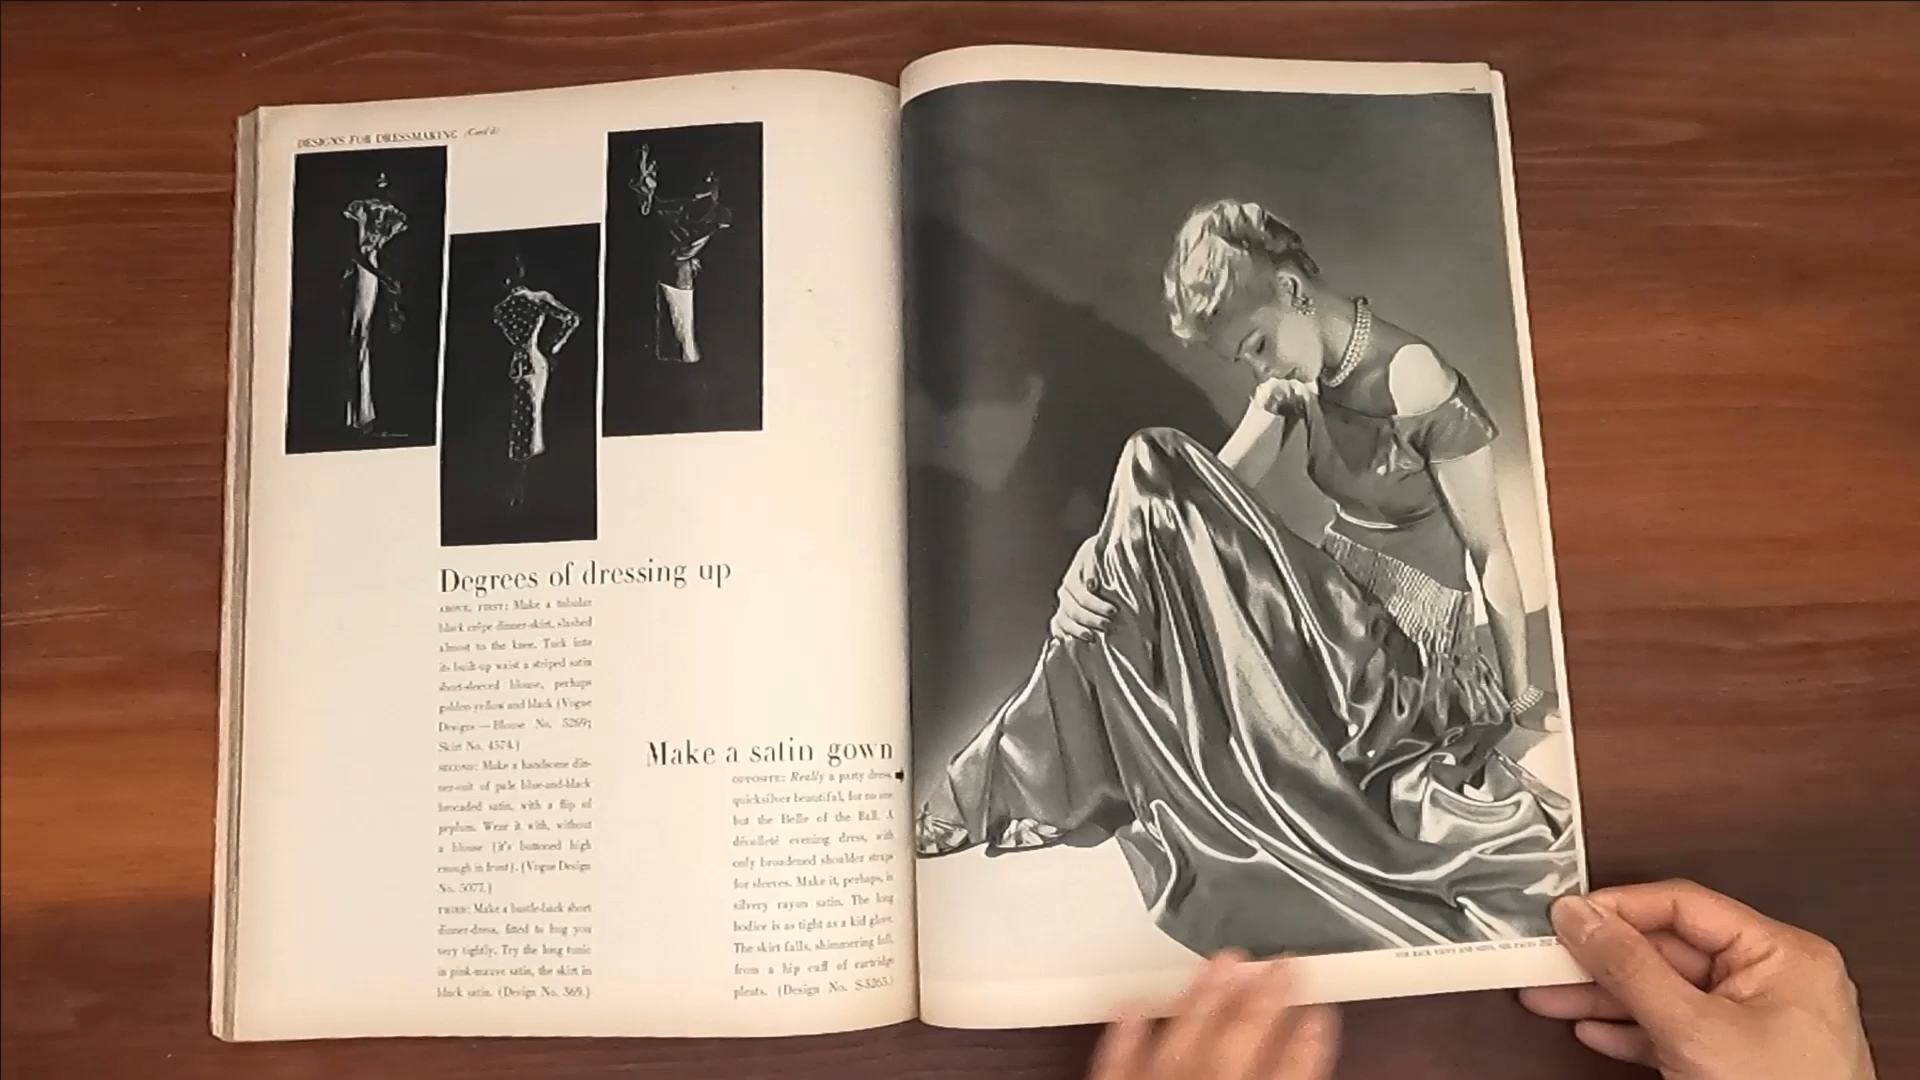 DESIGNS FOR DRESSMAKING (Cont'd)
Degrees of dressing up
ABOVE, FIRST: Make a tubular
black crêpe dinner-skirt, slashed
almost to the knee. Tuck into
its built-up waist a striped satin
short-sleeved blouse, perhaps
golden-yellow and black (Vogue
Designs — Blouse No. 5269;
Skirt No. 4574.)
SECOND: Make a handsome din-
ner-suit of pale blue-and-black
brocaded satin, with a flip of
peplum. Wear it with, without
a blouse (it's buttoned high
enough in front). (Vogue Design
No. 5077.)
THIRD: Make a bustle-back short
dinner-dress, fitted to hug you
very tightly. Try the long tunic
in pink-mauve satin, the skirt in
black satin. (Design No. 369.)
Make a satin gown
OPPOSITE: Really a party dress,
quicksilver beautiful, for no one
but the Belle of the Ball. A
décolleté evening dress, with
only broadened shoulder straps
for sleeves. Make it, perhaps, in
silvery rayon satin. The long
bodice is as tight as a kid glove.
The skirt falls, shimmering full,
from a hip cuff of cartridge
pleats. (Design No. S-5265.)
FOR BACK VIEWS AND SIZES, SEE PAGES